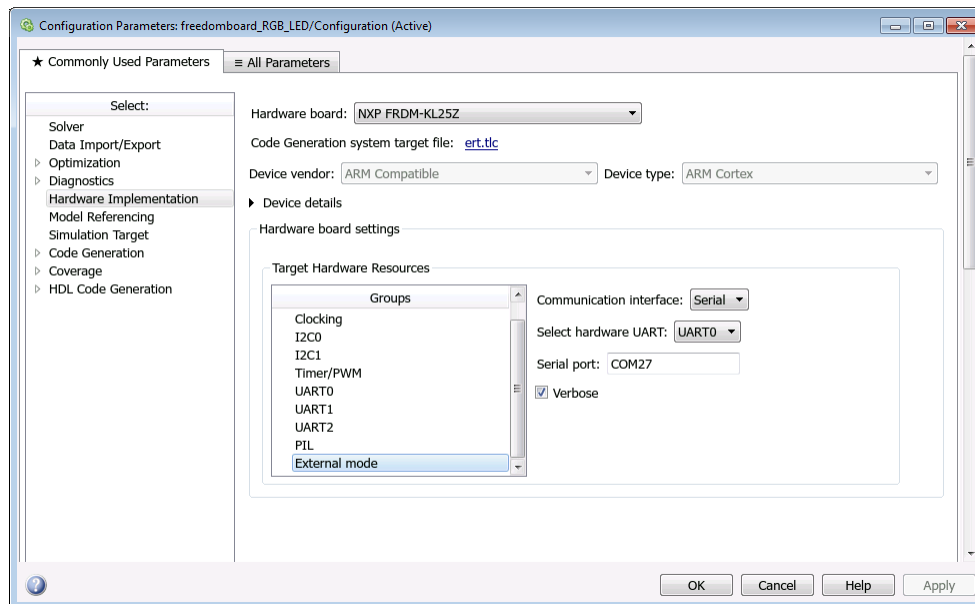 Configuration Parameters: freedomboard_RGB_LED/Configuration (Active)
★ Commonly Used Parameters
≡ All Parameters
Select:
Solver
Data Import/Export
Optimization
Diagnostics
Hardware Implementation
Model Referencing
Simulation Target
Code Generation
Coverage
HDL Code Generation
Hardware board: NXP FRDM-KL25Z
Code Generation system target file: ert.tlc
Device vendor: ARM Compatible Device type: ARM Cortex
Device details
Hardware board settings
Target Hardware Resources
Groups
Clocking
I2C0
I2C1
Timer/PWM
UART0
UART1
UART2
PIL
External mode
Communication interface: Serial
Select hardware UART: UART0
Serial port: COM27
Verbose
OK Cancel Help Apply